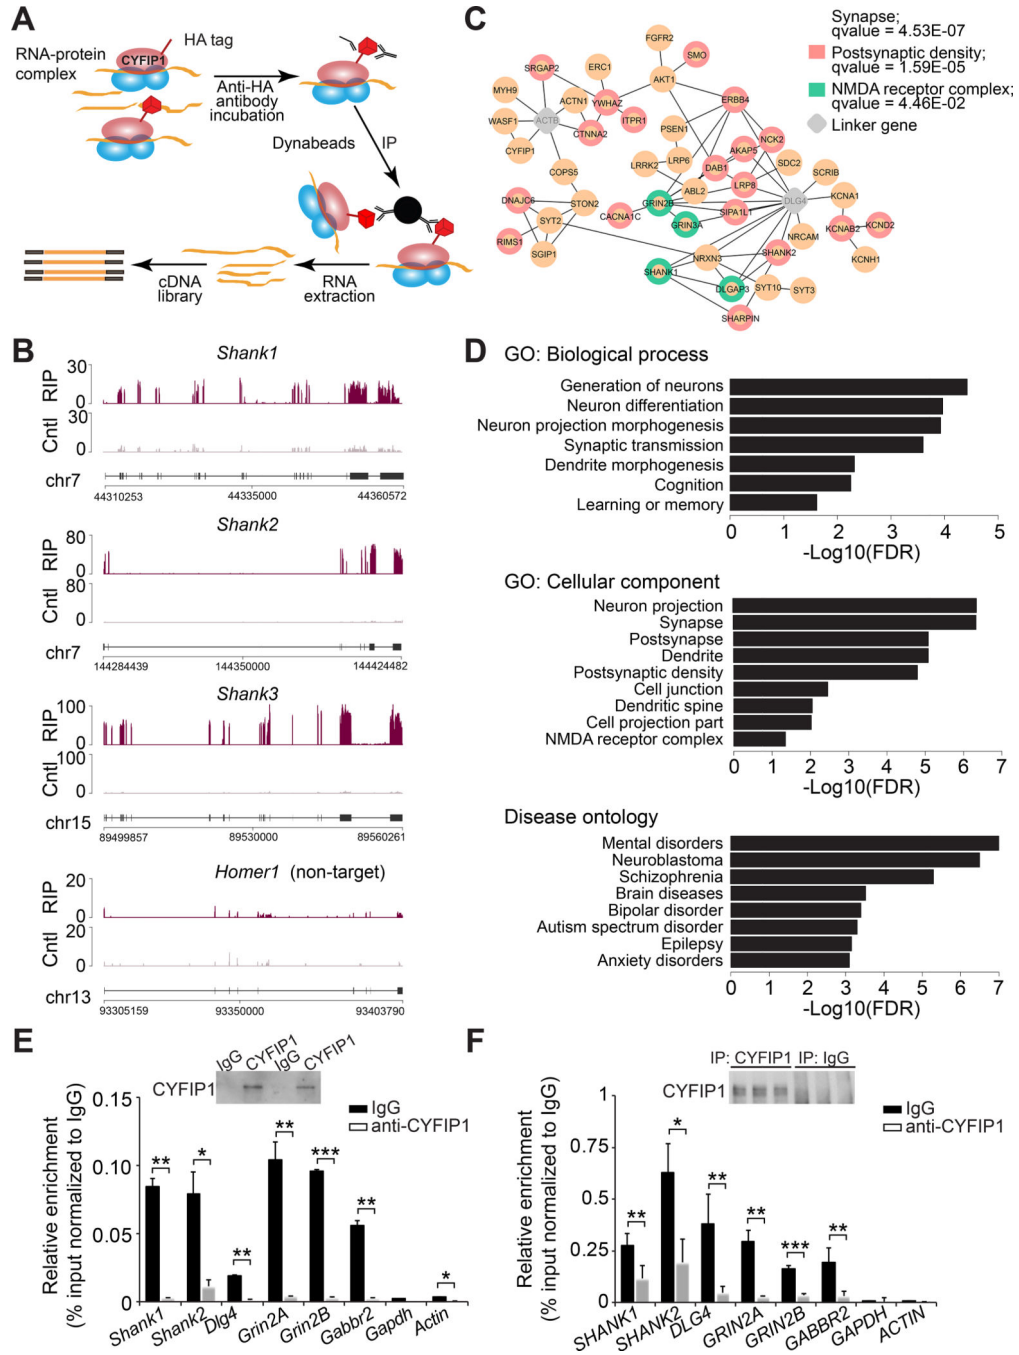 A
RNA-protein
complex
HA tag
CYFIP1
Anti-HA
antibody
incubation
Dynabeads
IP
RNA
extraction
cDNA
library
B
Shank1
RIP
30
0
Cntl
30
0
chr7
44310253
44335000
44360572
Shank2
RIP
80
0
Cntl
80
0
chr7
144284439
144350000
144424482
Shank3
RIP
100
0
Cntl
100
0
chr15
89499857
89530000
89560261
Homer1 (non-target)
RIP
20
0
Cntl
20
0
chr13
93305159
93350000
93403790
C
Synapse;
qvalue = 4.53E-07
Postsynaptic density;
qvalue = 1.59E-05
NMDA receptor complex;
qvalue = 4.46E-02
Linker gene
FGFR2
SMO
SRGAP2
ERC1
AKT1
MYH9
ACTN1
YWHAZ
ERBB4
WASF1
ACTB
ITPR1
CTNNA2
PSEN1
NCK2
CYFIP1
AKAP5
COPS5
LRRK2
LRP6
DAB1
SDC2
SCRIB
ABL2
LRP8
DNAJC6
STON2
GRIN2B
DLG4
KCNA1
CACNA1C
SIPA1L1
SYT2
GRIN3A
KCNAB2
KCND2
RIMS1
NRCAM
SGIP1
NRXN3
SHANK2
KCNH1
SHANK1
DLGAP3
SYT10
SYT3
SHARPIN
D
GO: Biological process
Generation of neurons
Neuron differentiation
Neuron projection morphogenesis
Synaptic transmission
Dendrite morphogenesis
Cognition
Learning or memory
0 1 2 3 4 5
-Log10(FDR)
GO: Cellular component
Neuron projection
Synapse
Postsynapse
Dendrite
Postsynaptic density
Cell junction
Dendritic spine
Cell projection part
NMDA receptor complex
0 1 2 3 4 5 6 7
-Log10(FDR)
Disease ontology
Mental disorders
Neuroblastoma
Schizophrenia
Brain diseases
Bipolar disorder
Autism spectrum disorder
Epilepsy
Anxiety disorders
0 1 2 3 4 5 6 7
-Log10(FDR)
E
IgG CYFIP1 IgG CYFIP1
CYFIP1
IgG
anti-CYFIP1
Relative enrichment
(% input normalized to IgG)
0.15
0.10
0.05
0
** * ** ** *** ** *
Shank1 Shank2 Dlg4 Grin2A Grin2B Gabbr2 Gapdh Actin
F
IP: CYFIP1 IP: IgG
CYFIP1
IgG
anti-CYFIP1
Relative enrichment
(% input normalized to IgG)
1
0.75
0.5
0.25
0
** * ** ** *** **
SHANK1 SHANK2 DLG4 GRIN2A GRIN2B GABBR2 GAPDH ACTIN